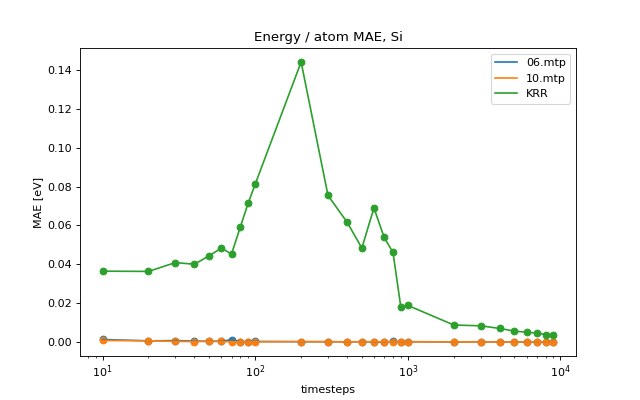 Energy / atom MAE, Si
06.mtp
10.mtp
KRR
0.14
0.12
0.10
0.08
0.06
0.04
0.02
0.00
MAE [eV]
10¹
10²
10³
10⁴
timesteps